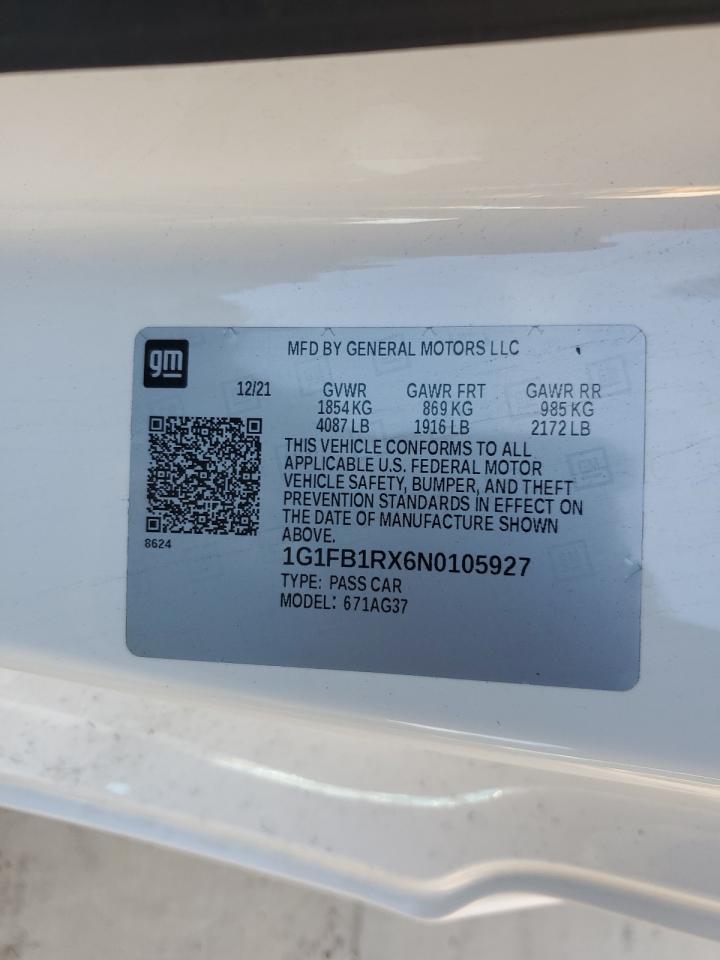 gm
MFD BY GENERAL MOTORS LLC
12/21 GVWR GAWR FRT GAWR RR
1854 KG 869 KG 985 KG
4087 LB 1916 LB 2172 LB
THIS VEHICLE CONFORMS TO ALL
APPLICABLE U.S. FEDERAL MOTOR
VEHICLE SAFETY, BUMPER, AND THEFT
PREVENTION STANDARDS IN EFFECT ON
THE DATE OF MANUFACTURE SHOWN
ABOVE.
8624
1G1FB1RX6N0105927
TYPE: PASS CAR
MODEL: 671AG37